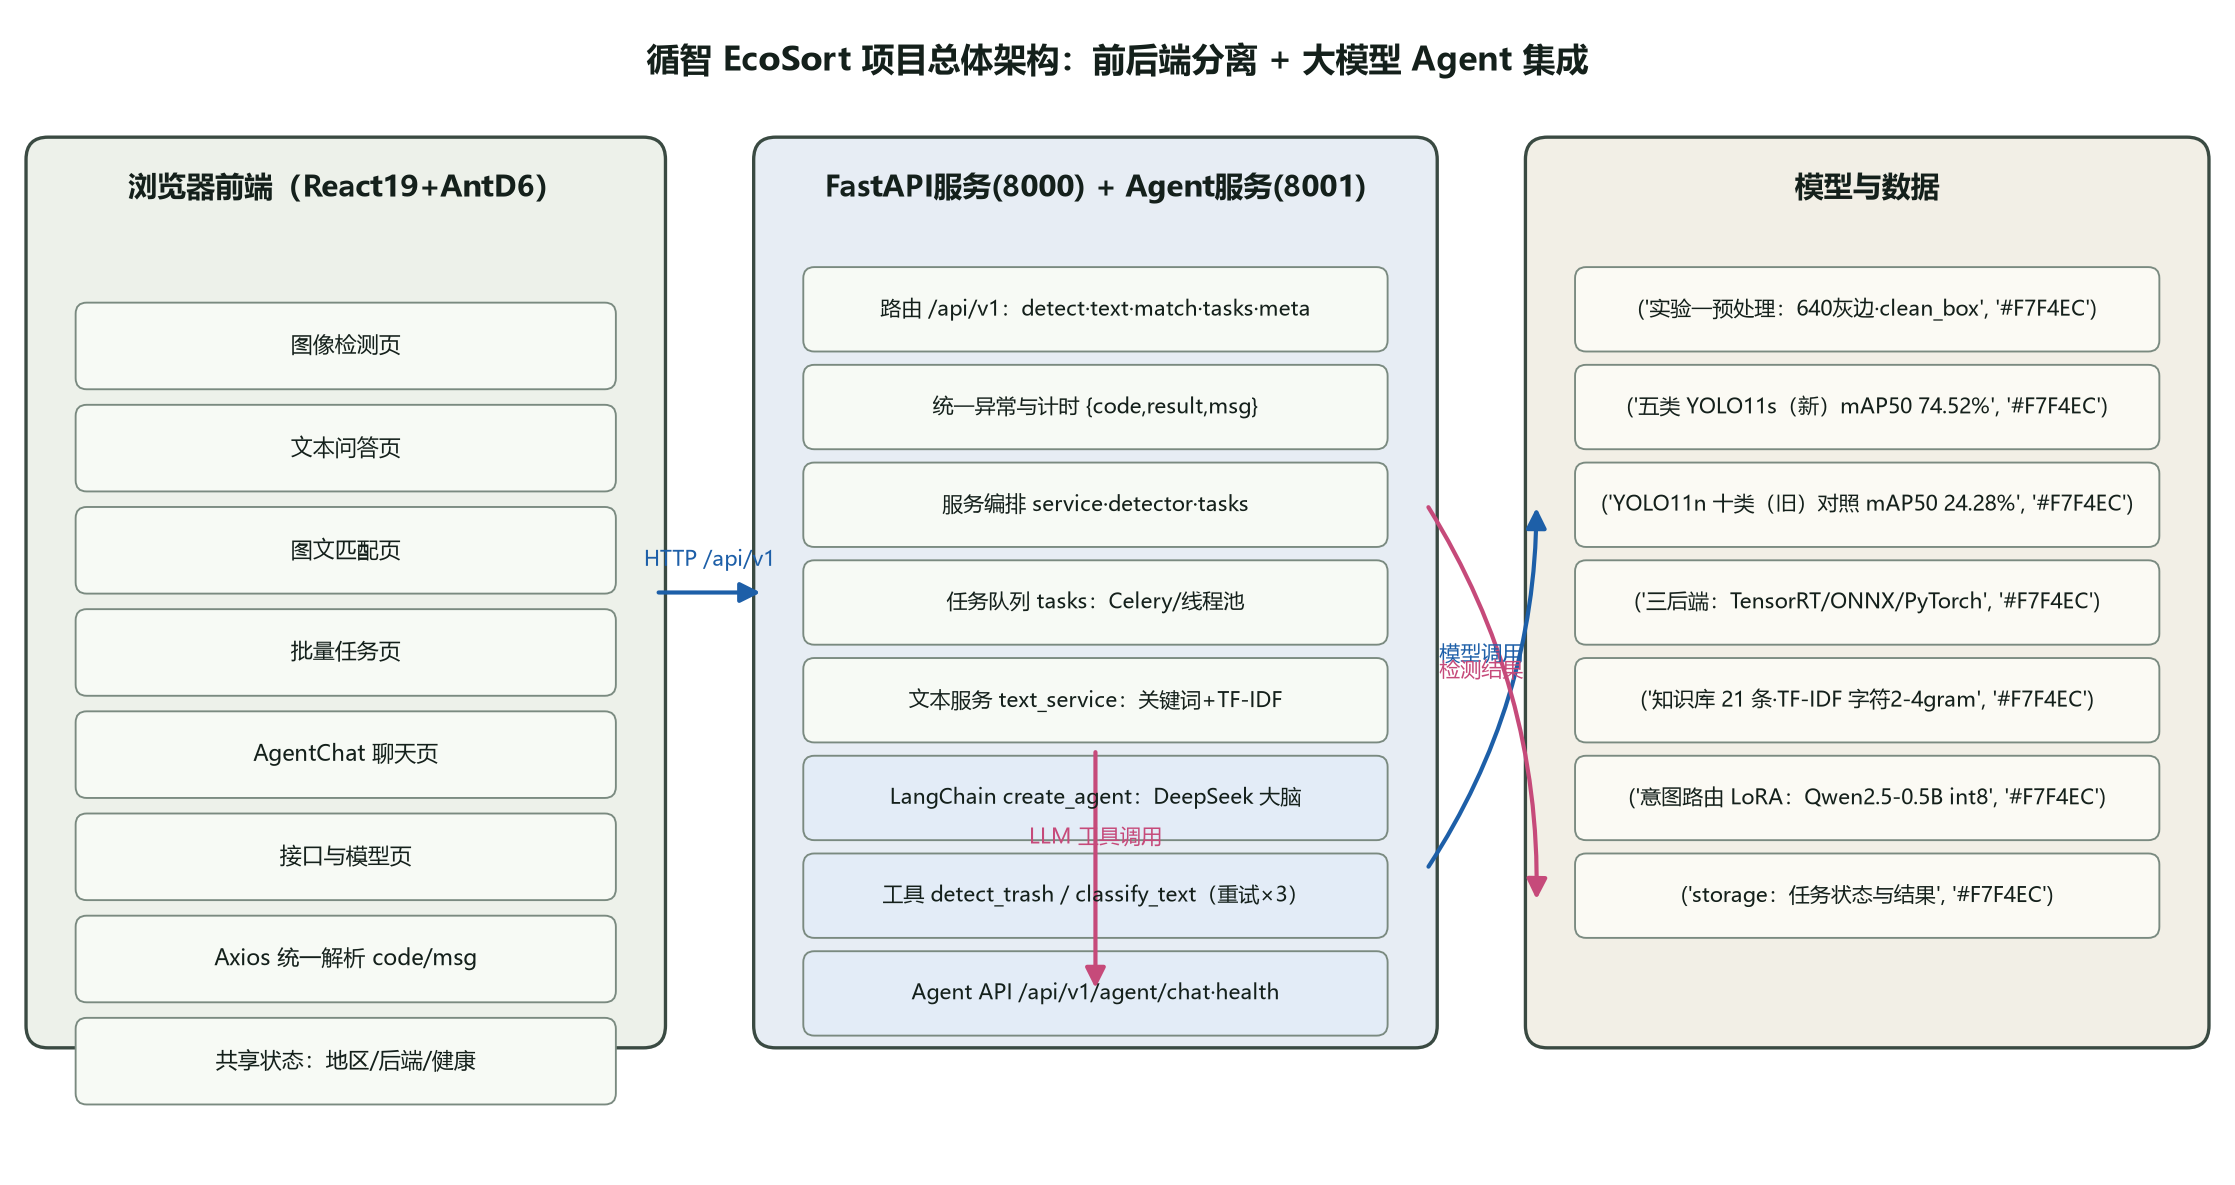 循智 EcoSort 项目总体架构：前后端分离 + 大模型 Agent 集成
浏览器前端（React19+AntD6）
图像检测页
文本问答页
图文匹配页
批量任务页
AgentChat 聊天页
接口与模型页
Axios 统一解析 code/msg
共享状态：地区/后端/健康
HTTP /api/v1
FastAPI服务(8000) + Agent服务(8001)
路由 /api/v1：detect·text·match·tasks·meta
统一异常与计时 {code,result,msg}
服务编排 service·detector·tasks
任务队列 tasks：Celery/线程池
文本服务 text_service：关键词+TF-IDF
LangChain create_agent：DeepSeek 大脑
LLM 工具调用
工具 detect_trash / classify_text（重试×3）
Agent API /api/v1/agent/chat·health
模型调用
检测结果
模型与数据
('实验一预处理：640灰边·clean_box', '#F7F4EC')
('五类 YOLO11s（新）mAP50 74.52%', '#F7F4EC')
('YOLO11n 十类（旧）对照 mAP50 24.28%', '#F7F4EC')
('三后端：TensorRT/ONNX/PyTorch', '#F7F4EC')
('知识库 21 条·TF-IDF 字符2-4gram', '#F7F4EC')
('意图路由 LoRA：Qwen2.5-0.5B int8', '#F7F4EC')
('storage：任务状态与结果', '#F7F4EC')